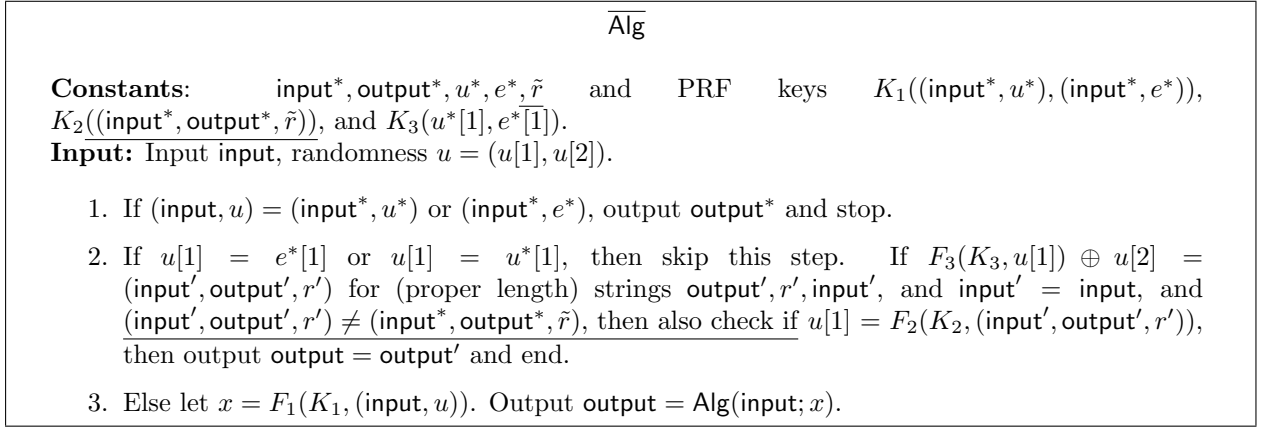 Alg
Constants: input*, output*, u*, e*, r̃ and PRF keys K₁((input*, u*), (input*, e*)),
K₂((input*, output*, r̃)), and K₃(u*[1], e*[1]).
Input: Input input, randomness u = (u[1], u[2]).
1. If (input, u) = (input*, u*) or (input*, e*), output output* and stop.
2. If u[1] = e*[1] or u[1] = u*[1], then skip this step. If F₃(K₃, u[1]) ⊕ u[2] =
(input′, output′, r′) for (proper length) strings output′, r′, input′, and input′ = input, and
(input′, output′, r′) ≠ (input*, output*, r̃), then also check if u[1] = F₂(K₂, (input′, output′, r′)),
then output output = output′ and end.
3. Else let x = F₁(K₁, (input, u)). Output output = Alg(input; x).